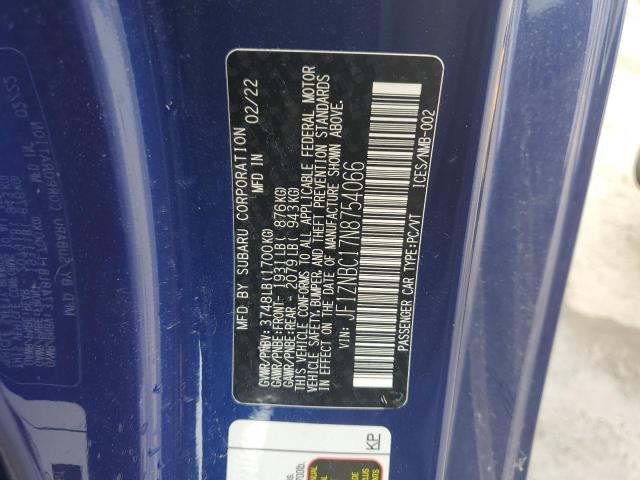 MFD BY SUBARU CORPORATION
MFD IN 02/22
GVWR/PNBV: 3748LB(1700KG)
GAWR/PNBE:FRONT- 1931LB( 876KG)
GAWR/PNBE:REAR - 2079LB( 943KG)
THIS VEHICLE CONFORMS TO ALL APPLICABLE FEDERAL MOTOR
VEHICLE SAFETY, BUMPER, AND THEFT PREVENTION STANDARDS
IN EFFECT ON THE DATE OF MANUFACTURE SHOWN ABOVE.
VIN: JF1ZNBC17N8754066
PASSENGER CAR TYPE:PC/VT ICES/NMB-002
KP